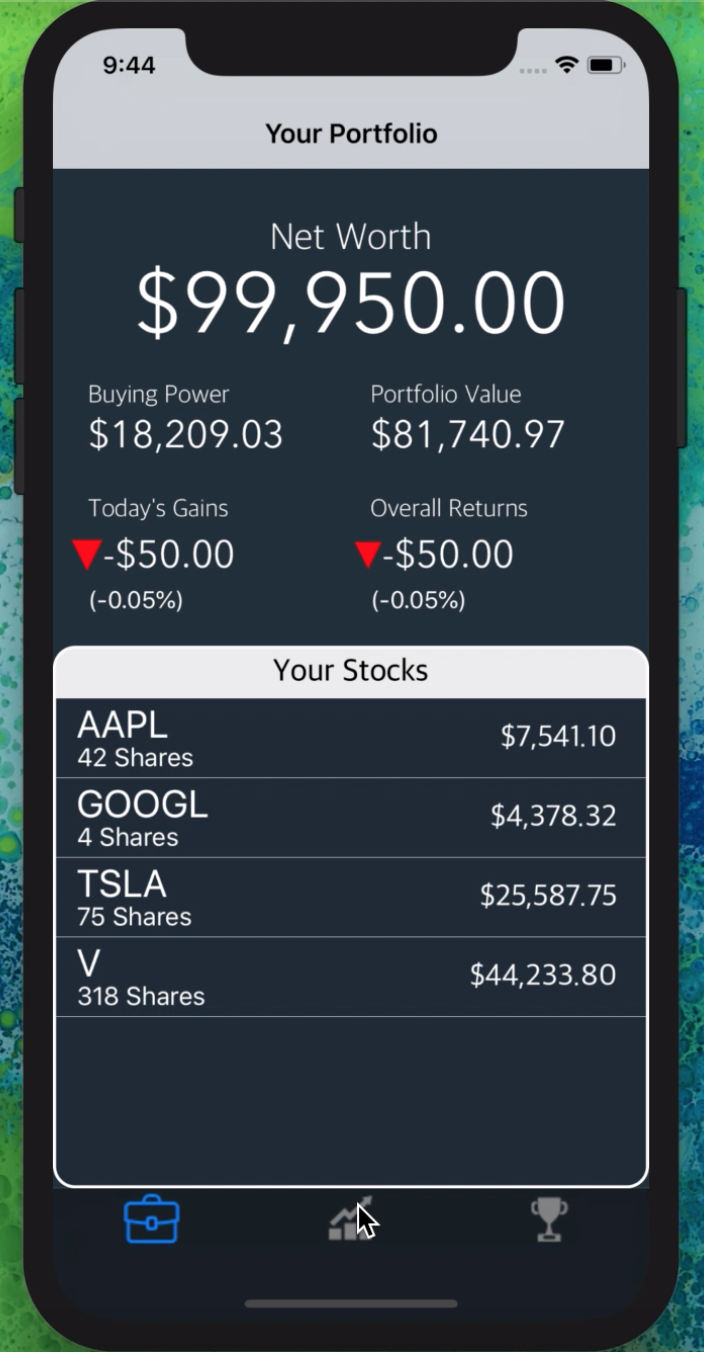 9:44
Your Portfolio
Net Worth
$99,950.00
Buying Power
Portfolio Value
$18,209.03
$81,740.97
Today's Gains
Overall Returns
-$50.00
-$50.00
(-0.05%)
(-0.05%)
Your Stocks
AAPL
$7,541.10
42 Shares
GOOGL
$4,378.32
4 Shares
TSLA
$25,587.75
75 Shares
V
$44,233.80
318 Shares